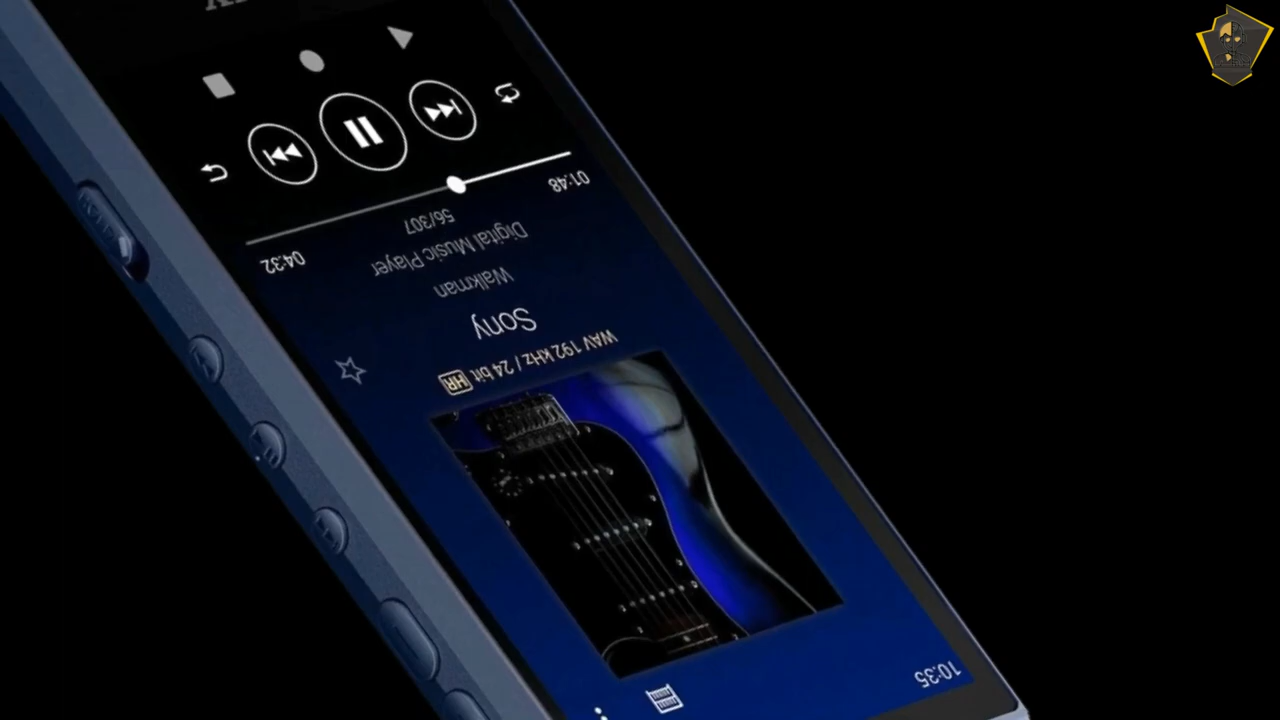 10:35
WAV 192 kHz / 24 bit HR
Sony
Walkman
Digital Music Player
56/307
01:48 04:32
HOLD